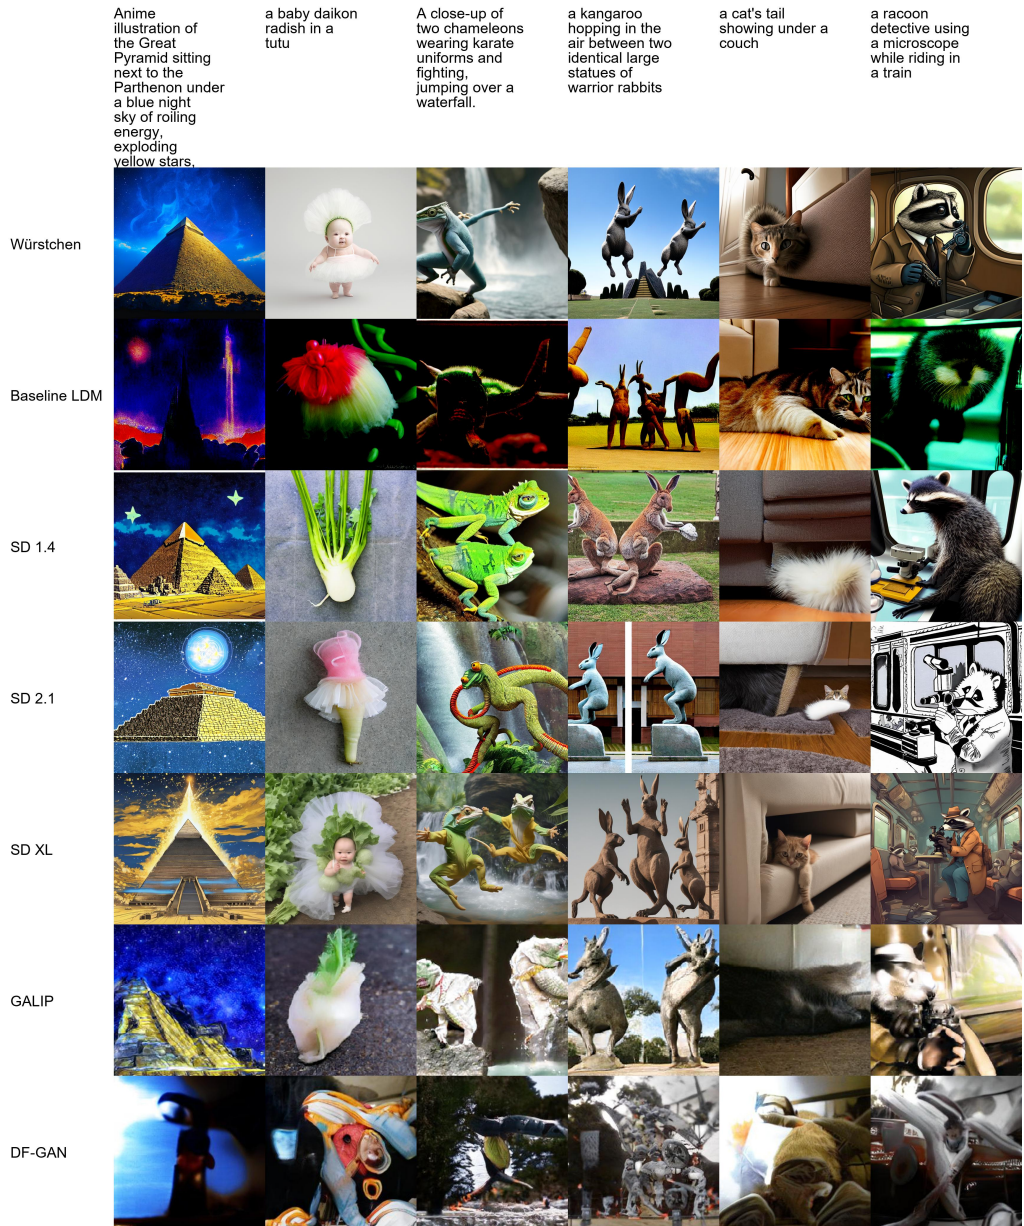 Anime
illustration of
the Great
Pyramid sitting
next to the
Parthenon under
a blue night
sky of roiling
energy,
exploding
yellow stars,
a baby daikon
radish in a
tutu
A close-up of
two chameleons
wearing karate
uniforms and
fighting,
jumping over a
waterfall.
a kangaroo
hopping in the
air between two
identical large
statues of
warrior rabbits
a cat's tail
showing under a
couch
a racoon
detective using
a microscope
while riding in
a train
Würstchen
Baseline LDM
SD 1.4
SD 2.1
SD XL
GALIP
DF-GAN